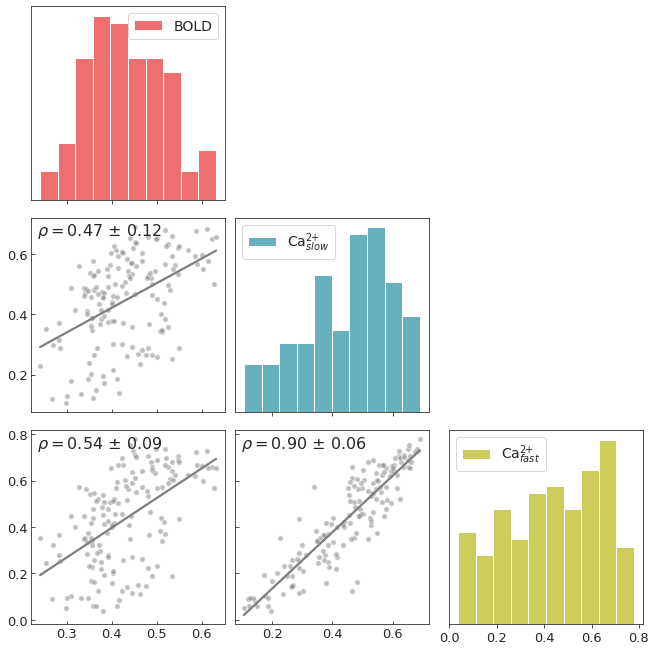 BOLD
ρ = 0.47 ± 0.12
Ca²⁺slow
0.6
0.4
0.2
ρ = 0.54 ± 0.09
ρ = 0.90 ± 0.06
Ca²⁺fast
0.8
0.6
0.4
0.2
0.0
0.3 0.4 0.5 0.6
0.2 0.4 0.6
0.0 0.2 0.4 0.6 0.8